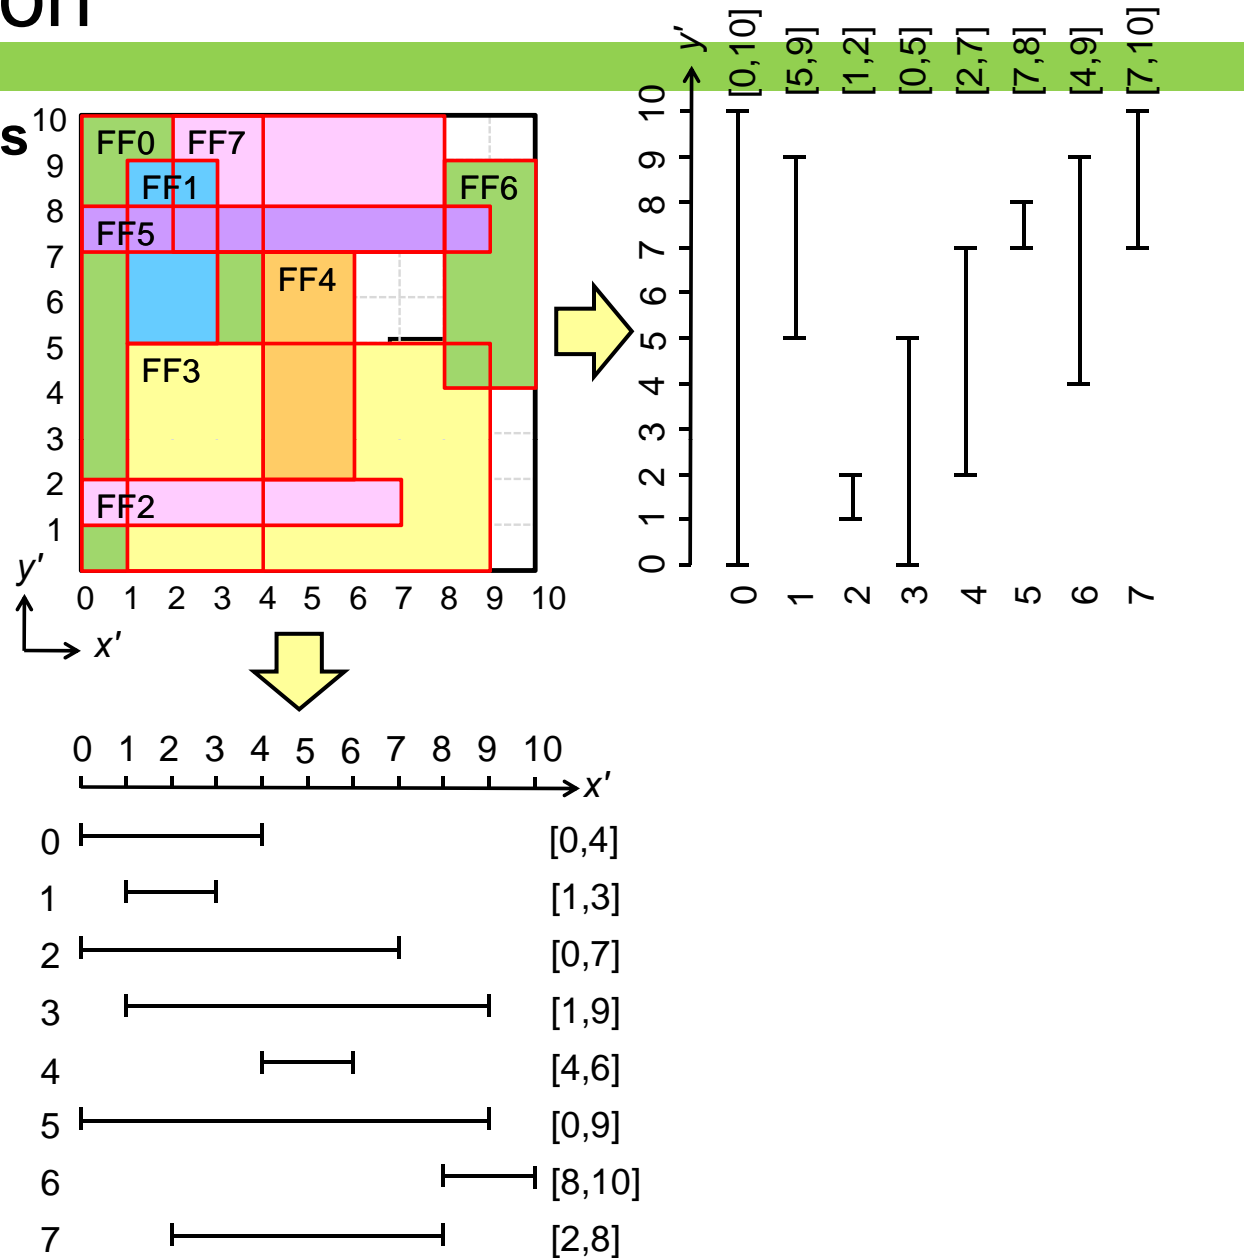 on
s
10
9
8
7
6
5
4
3
2
1
FF0
FF7
FF1
FF6
FF5
FF4
FF3
FF2
y'
x'
0 1 2 3 4 5 6 7 8 9 10
y'
[0,10]
[5,9]
[1,2]
[0,5]
[2,7]
[7,8]
[4,9]
[7,10]
10
9
8
7
6
5
4
3
2
1
0
0 1 2 3 4 5 6 7
0 1 2 3 4 5 6 7 8 9 10
x'
0 [0,4]
1 [1,3]
2 [0,7]
3 [1,9]
4 [4,6]
5 [0,9]
6 [8,10]
7 [2,8]